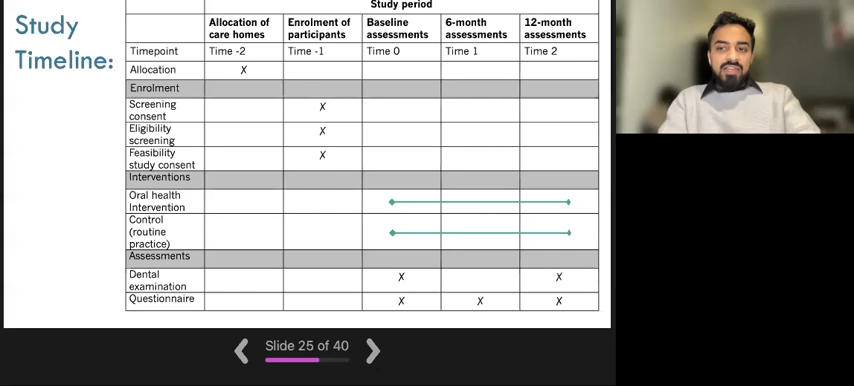 Study
Timeline:
Study period
Allocation of
care homes
Enrolment of
participants
Baseline
assessments
6-month
assessments
12-month
assessments
Timepoint
Time -2
Time -1
Time 0
Time 1
Time 2
Allocation
X
Enrolment
Screening
consent
X
Eligibility
screening
X
Feasibility
study consent
X
Interventions
Oral health
Intervention
Control
(routine
practice)
Assessments
Dental
examination
X
X
Questionnaire
X
X
X
Slide 25 of 40